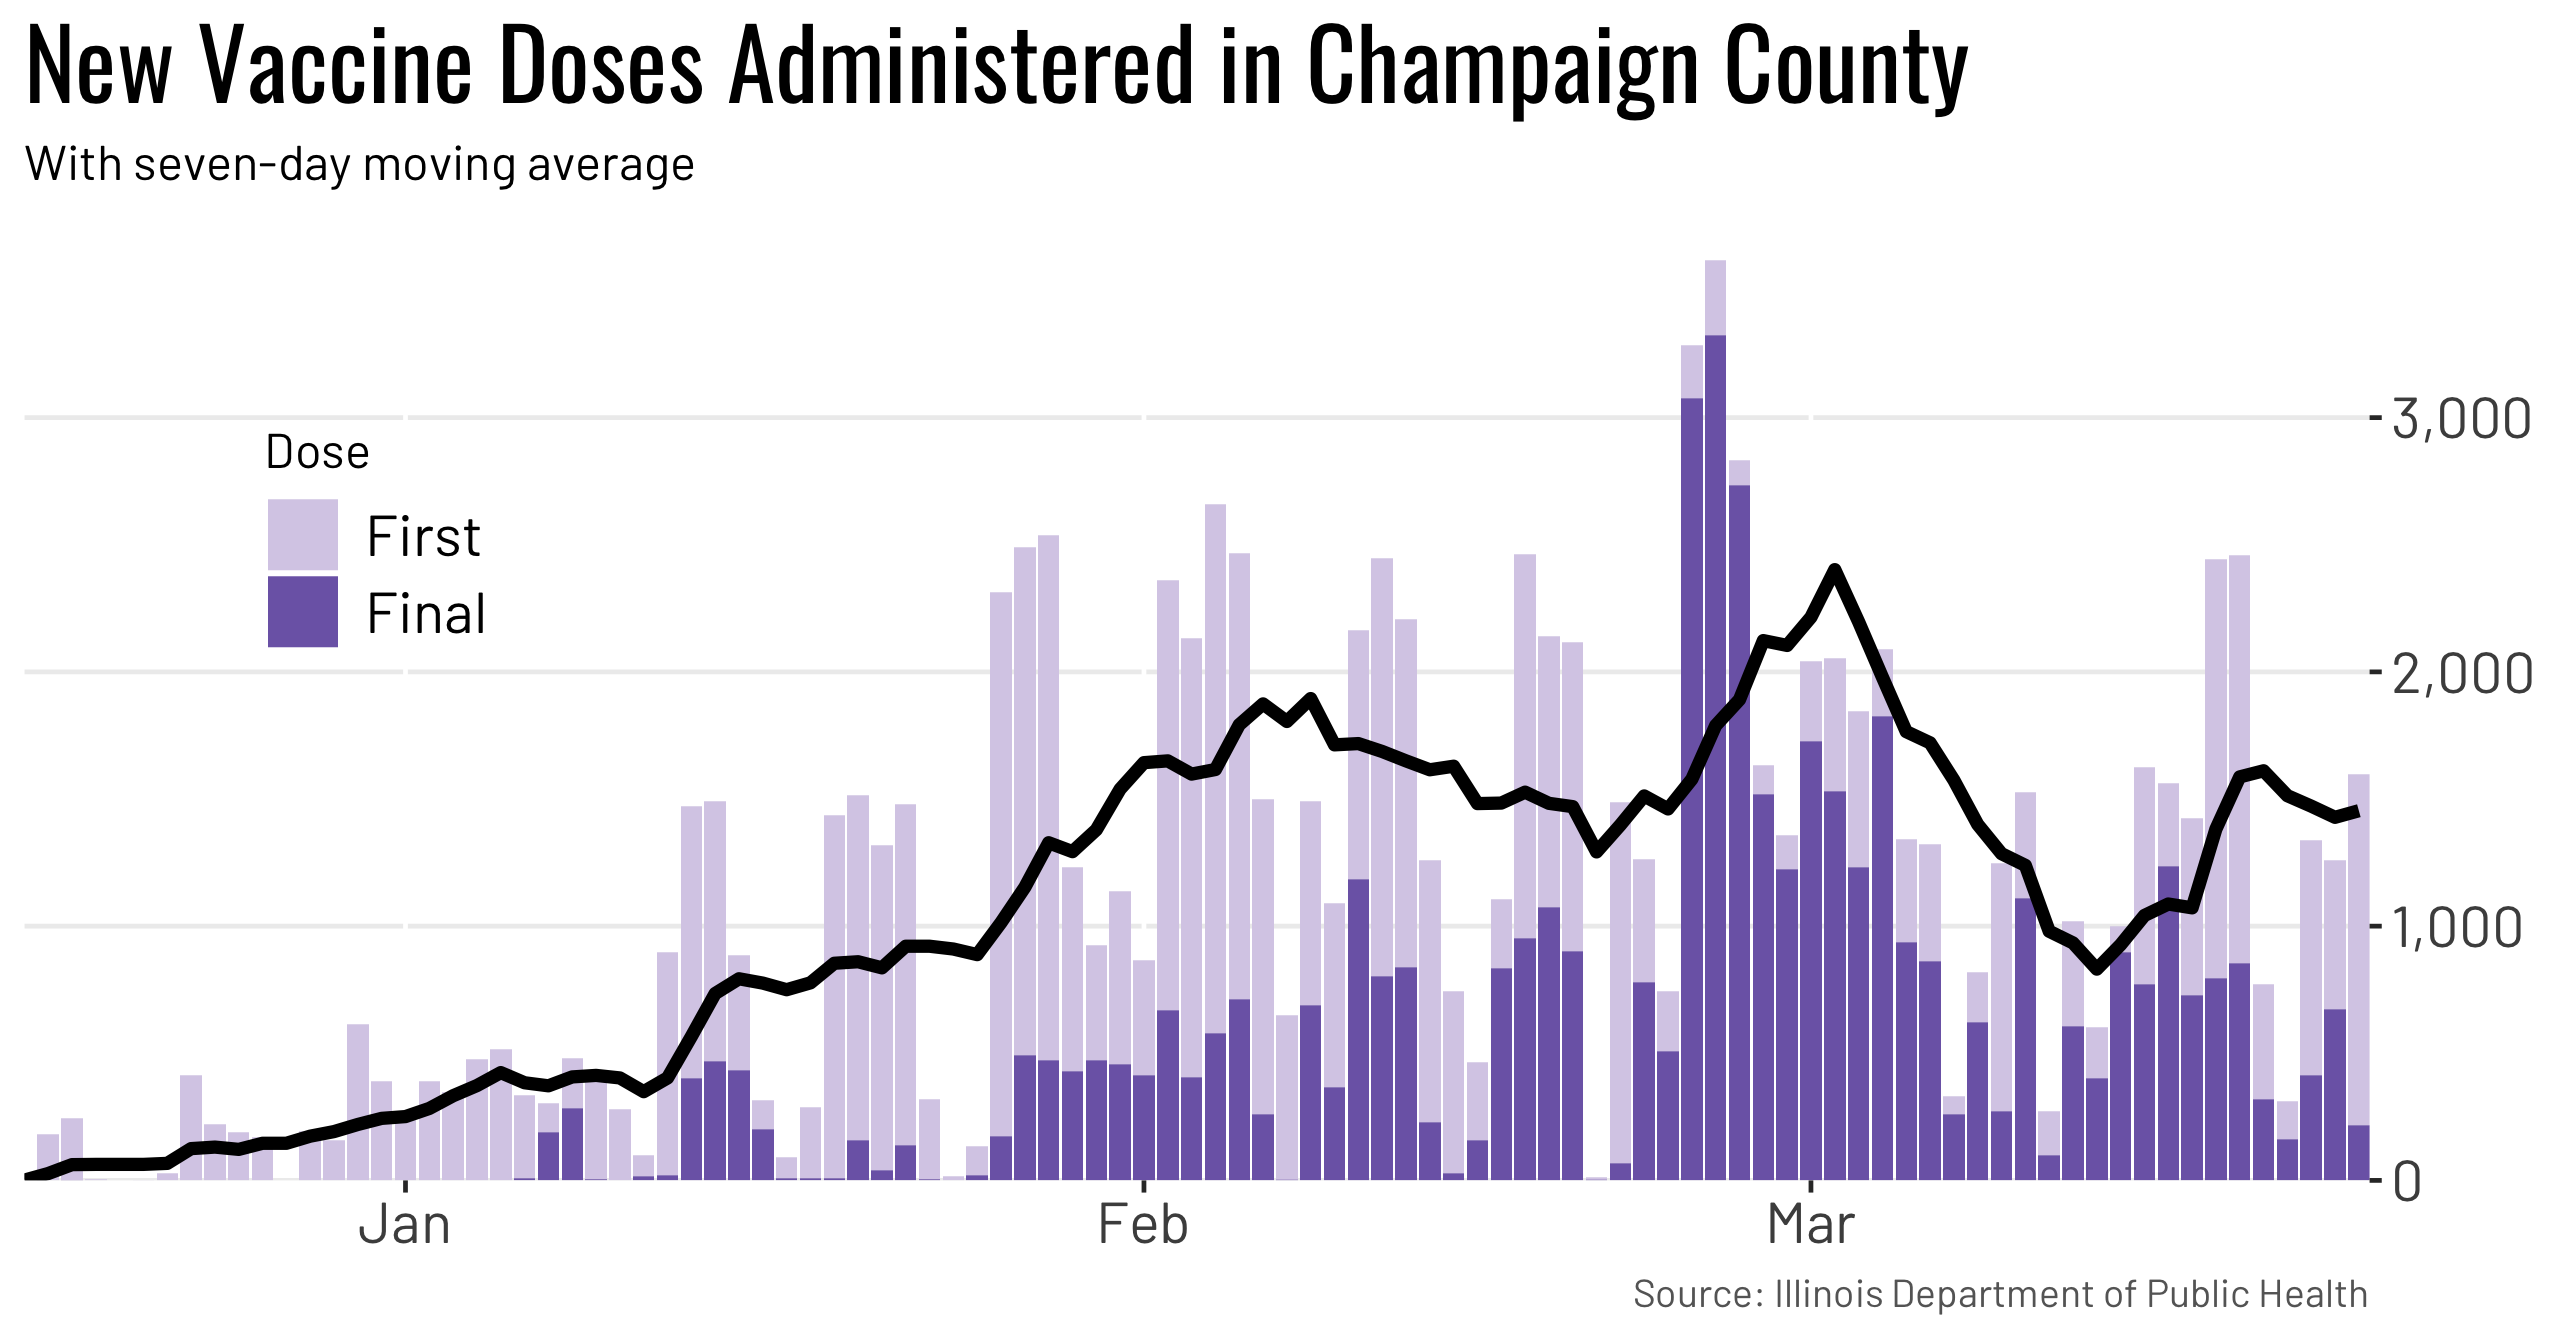 New Vaccine Doses Administered in Champaign County
With seven-day moving average
3,000
Dose
First
Final
2,000
1,000
0
Jan Feb Mar
Source: Illinois Department of Public Health